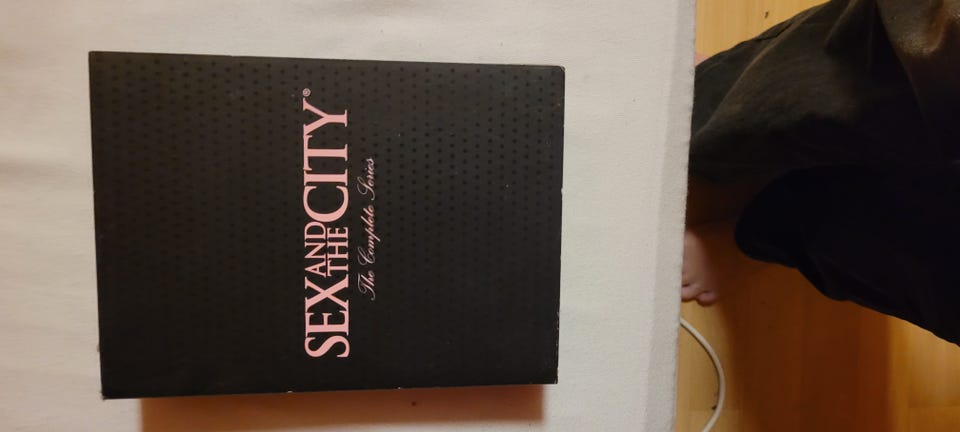 SEX AND THE CITY®
The Complete Series